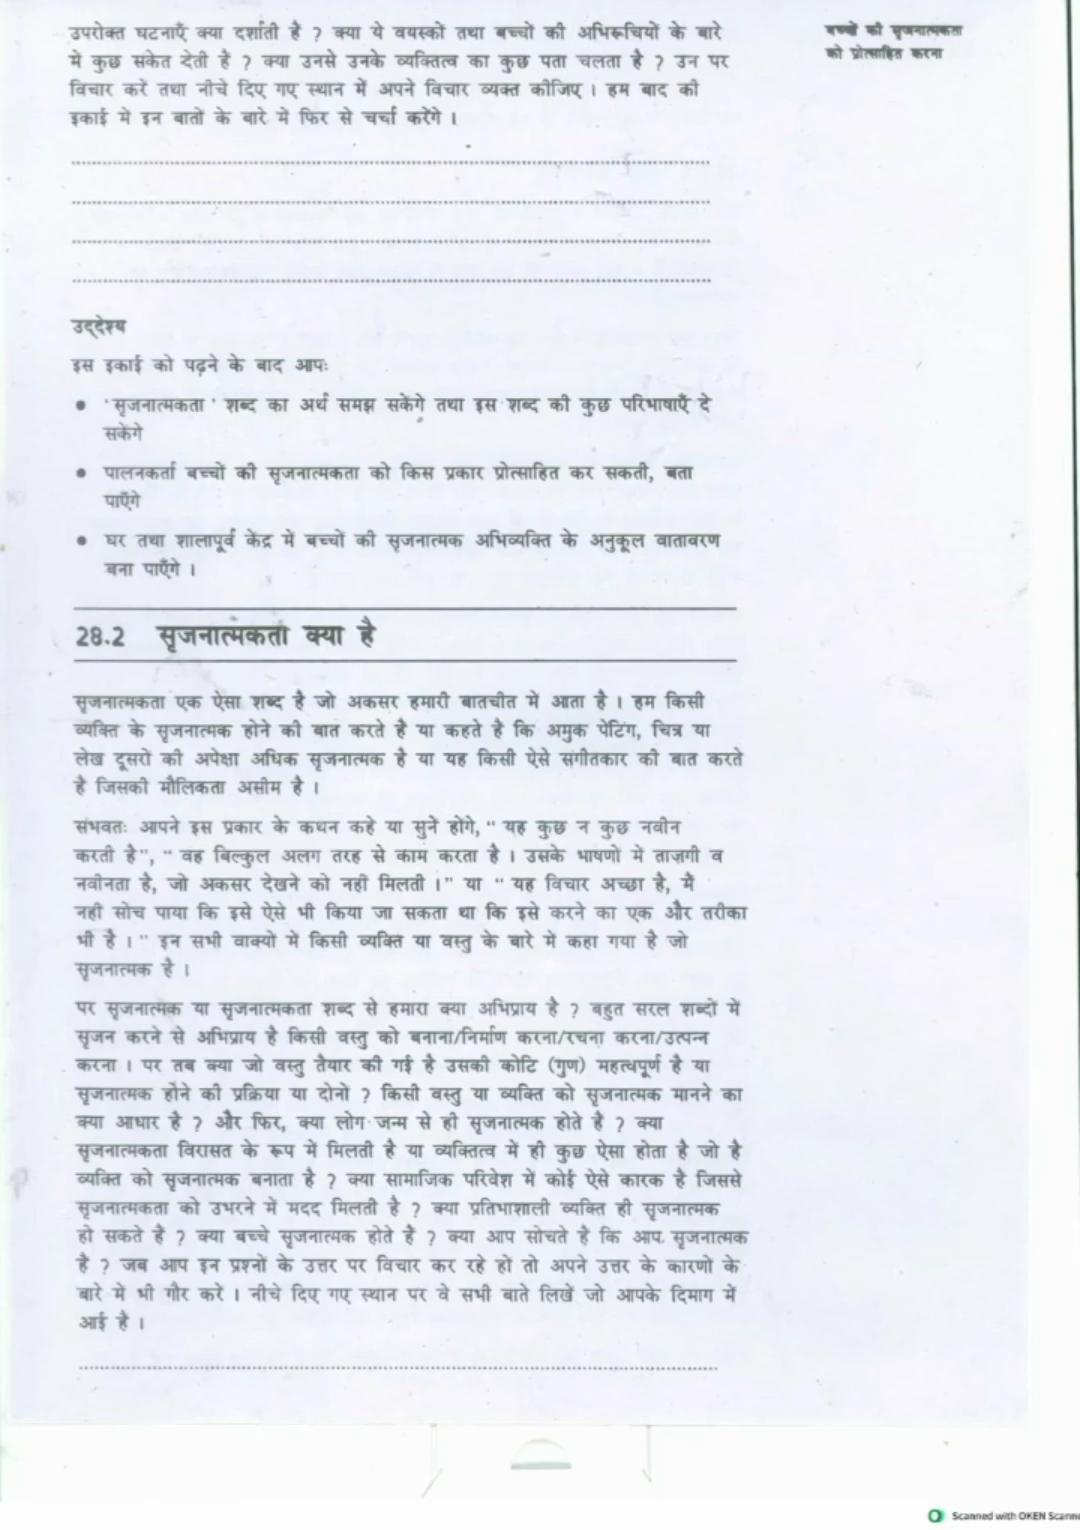 बच्चों की सृजनात्मकता
को प्रोत्साहित करना
उपरोक्त घटनाएँ क्या दर्शाती हैं ? क्या ये वयस्कों तथा बच्चों की अभिरूचियों के बारे
में कुछ संकेत देती हैं ? क्या उनसे उनके व्यक्तित्व का कुछ पता चलता है ? उन पर
विचार करें तथा नीचे दिए गए स्थान में अपने विचार व्यक्त कीजिए । हम बाद की
इकाई में इन बातों के बारे में फिर से चर्चा करेंगे ।
उद्देश्य
इस इकाई को पढ़ने के बाद आपः
● 'सृजनात्मकता' शब्द का अर्थ समझ सकेंगे तथा इस शब्द की कुछ परिभाषाएँ दे
सकेंगे
● पालनकर्ता बच्चों की सृजनात्मकता को किस प्रकार प्रोत्साहित कर सकती, बता
पाएँगे
● घर तथा शालापूर्व केंद्र में बच्चों की सृजनात्मक अभिव्यक्ति के अनुकूल वातावरण
बना पाएँगे ।
28.2 सृजनात्मकता क्या है
सृजनात्मकता एक ऐसा शब्द है जो अकसर हमारी बातचीत में आता है । हम किसी
व्यक्ति के सृजनात्मक होने की बात करते हैं या कहते हैं कि अमुक पेंटिंग, चित्र या
लेख दूसरों की अपेक्षा अधिक सृजनात्मक है या यह किसी ऐसे संगीतकार की बात करते
हैं जिसकी मौलिकता असीम है ।
संभवतः आपने इस प्रकार के कथन कहे या सुनें होंगे, “ यह कुछ न कुछ नवीन
करती है”, “ वह बिल्कुल अलग तरह से काम करता है । उसके भाषणों में ताज़गी व
नवीनता है, जो अकसर देखने को नहीं मिलती ।” या “ यह विचार अच्छा है, मैं
नहीं सोच पाया कि इसे ऐसे भी किया जा सकता था कि इसे करने का एक और तरीका
भी है । ” इन सभी वाक्यों में किसी व्यक्ति या वस्तु के बारे में कहा गया है जो
सृजनात्मक है ।
पर सृजनात्मक या सृजनात्मकता शब्द से हमारा क्या अभिप्राय है ? बहुत सरल शब्दों में
सृजन करने से अभिप्राय है किसी वस्तु को बनाना/निर्माण करना/रचना करना/उत्पन्न
करना । पर तब क्या जो वस्तु तैयार की गई है उसकी कोटि (गुण) महत्वपूर्ण है या
सृजनात्मक होने की प्रक्रिया या दोनों ? किसी वस्तु या व्यक्ति को सृजनात्मक मानने का
क्या आधार है ? और फिर, क्या लोग जन्म से ही सृजनात्मक होते हैं ? क्या
सृजनात्मकता विरासत के रूप में मिलती है या व्यक्तित्व में ही कुछ ऐसा होता है जो है
व्यक्ति को सृजनात्मक बनाता है ? क्या सामाजिक परिवेश में कोई ऐसे कारक हैं जिससे
सृजनात्मकता को उभरने में मदद मिलती है ? क्या प्रतिभाशाली व्यक्ति ही सृजनात्मक
हो सकते हैं ? क्या बच्चे सृजनात्मक होते हैं ? क्या आप सोचते हैं कि आप सृजनात्मक
हैं ? जब आप इन प्रश्नों के उत्तर पर विचार कर रहे हों तो अपने उत्तर के कारणों के
बारे में भी गौर करें । नीचे दिए गए स्थान पर वे सभी बातें लिखें जो आपके दिमाग में
आई हैं ।
Scanned with OKEN Scanne